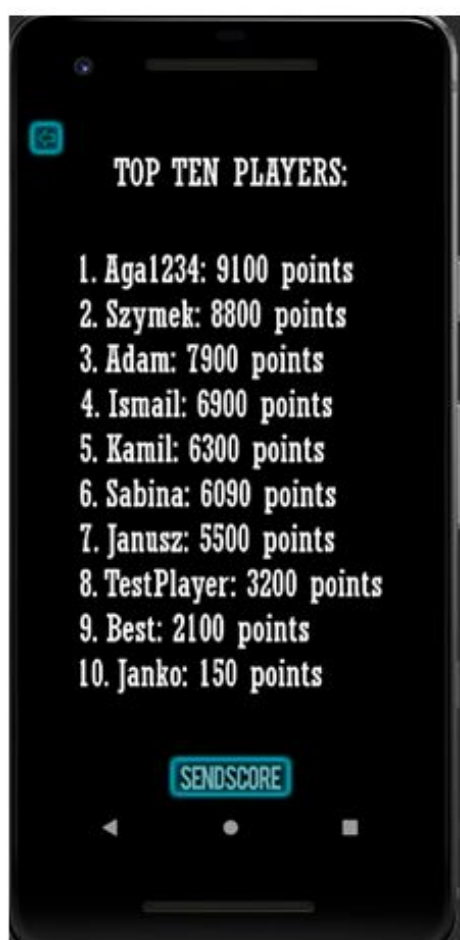 TOP TEN PLAYERS:
1. Aga1234: 9100 points
2. Szymek: 8800 points
3. Adam: 7900 points
4. Ismail: 6900 points
5. Kamil: 6300 points
6. Sabina: 6090 points
7. Janusz: 5500 points
8. TestPlayer: 3200 points
9. Best: 2100 points
10. Janko: 150 points
SENDSCORE